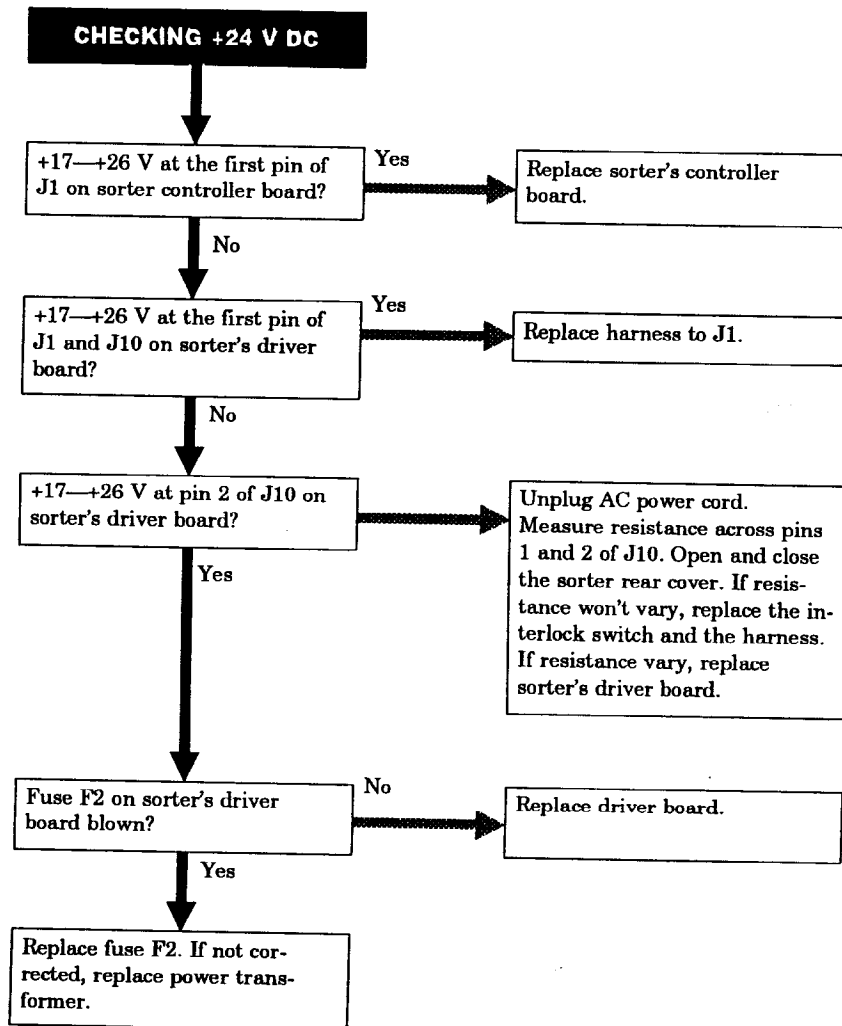 CHECKING +24 V DC
+17—+26 V at the first pin of
J1 on sorter controller board?
Yes
Replace sorter's controller
board.
No
+17—+26 V at the first pin of
J1 and J10 on sorter's driver
board?
Yes
Replace harness to J1.
No
+17—+26 V at pin 2 of J10 on
sorter's driver board?
Unplug AC power cord.
Measure resistance across pins
1 and 2 of J10. Open and close
the sorter rear cover. If resis-
tance won't vary, replace the in-
terlock switch and the harness.
If resistance vary, replace
sorter's driver board.
Yes
Fuse F2 on sorter's driver
board blown?
No
Replace driver board.
Yes
Replace fuse F2. If not cor-
rected, replace power trans-
former.